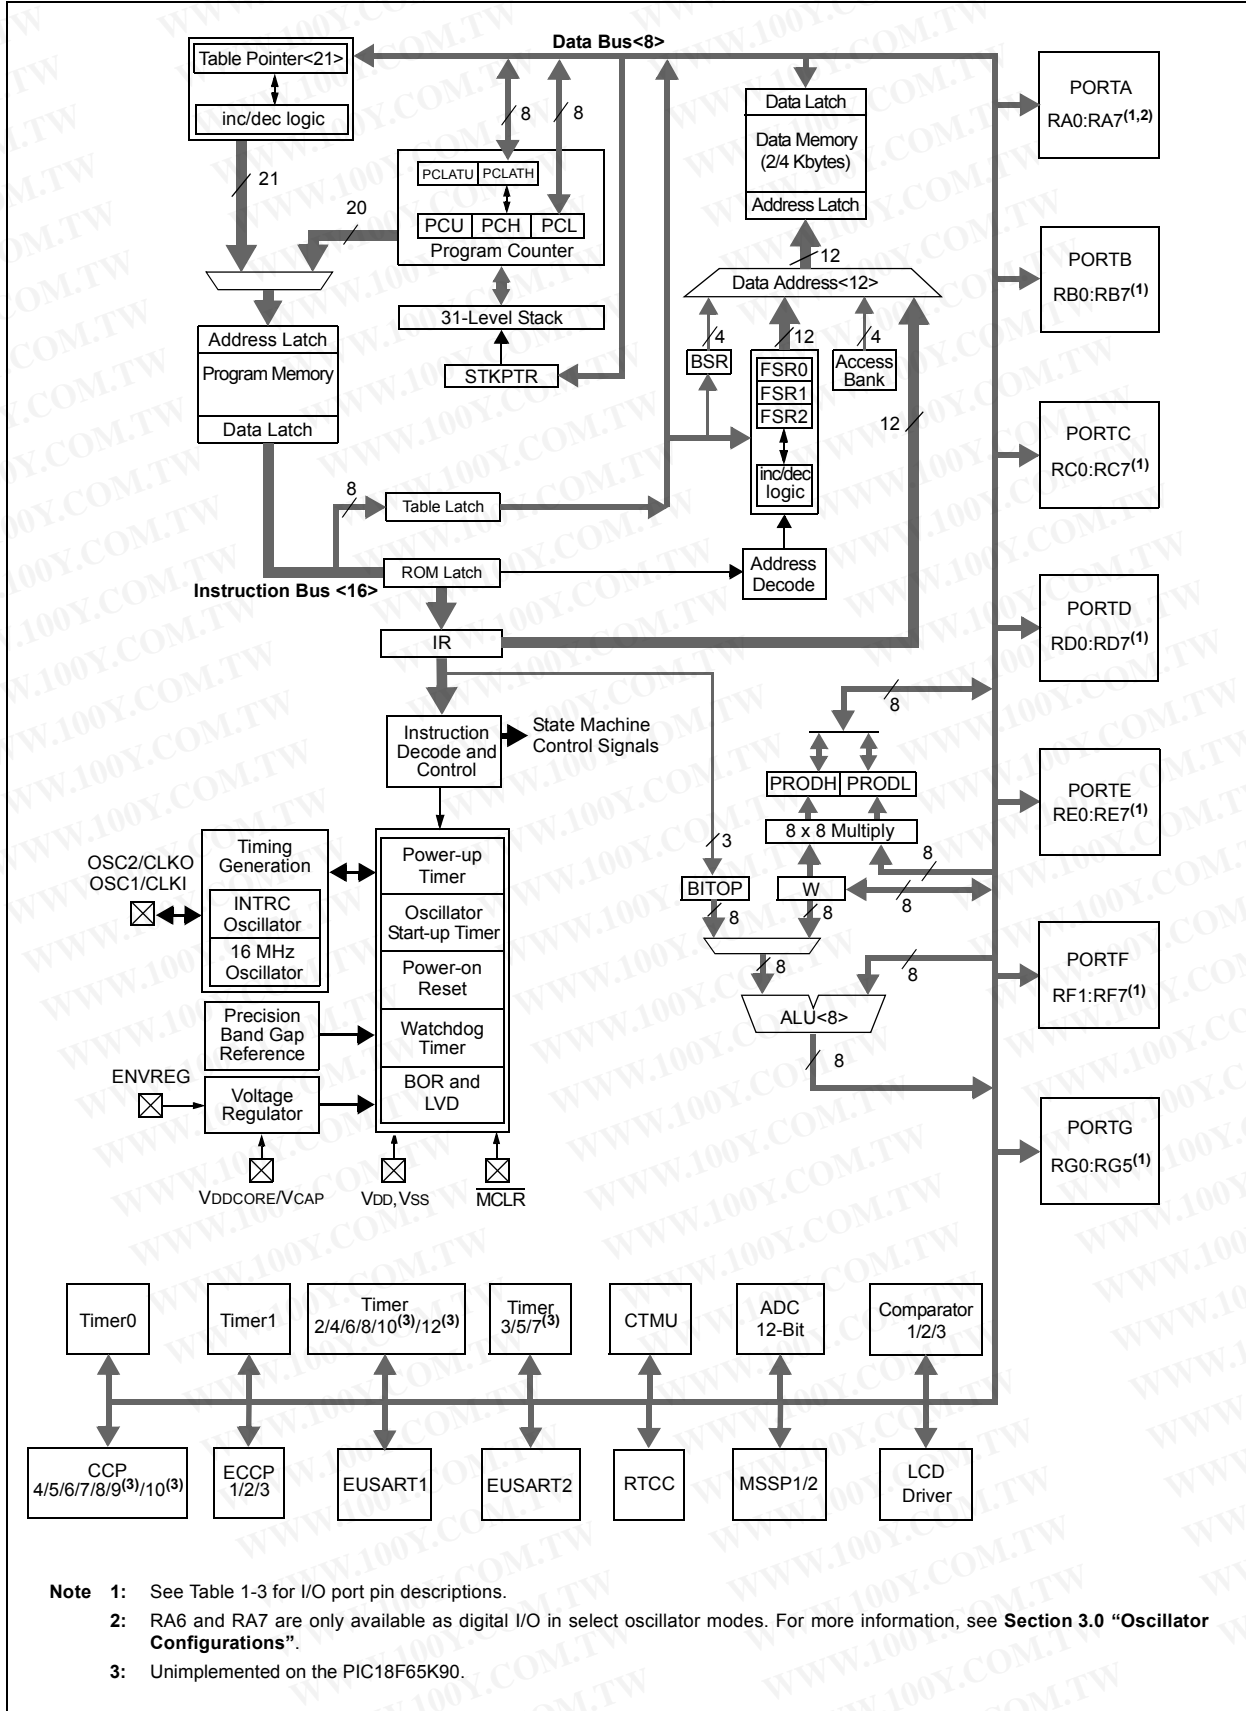 Data Bus<8>
Table Pointer<21>
inc/dec logic
21
20
8
8
PCLATU PCLATH
PCU PCH PCL
Program Counter
31-Level Stack
STKPTR
Address Latch
Program Memory
Data Latch
8
Table Latch
ROM Latch
Instruction Bus <16>
IR
Data Latch
Data Memory
(2/4 Kbytes)
Address Latch
12
Data Address<12>
4
12
4
BSR
FSR0
FSR1
FSR2
inc/dec
logic
Access
Bank
12
Address
Decode
Instruction
Decode and
Control
State Machine
Control Signals
8
PRODH PRODL
8 x 8 Multiply
3
8
BITOP
W
8
8
8
8
8
ALU<8>
8
OSC2/CLKO
OSC1/CLKI
Timing
Generation
INTRC
Oscillator
16 MHz
Oscillator
Precision
Band Gap
Reference
ENVREG
Voltage
Regulator
Power-up
Timer
Oscillator
Start-up Timer
Power-on
Reset
Watchdog
Timer
BOR and
LVD
VDDCORE/VCAP
VDD, VSS
MCLR
PORTA
RA0:RA7(1,2)
PORTB
RB0:RB7(1)
PORTC
RC0:RC7(1)
PORTD
RD0:RD7(1)
PORTE
RE0:RE7(1)
PORTF
RF1:RF7(1)
PORTG
RG0:RG5(1)
Timer0
Timer1
Timer
2/4/6/8/10(3)/12(3)
Timer
3/5/7(3)
CTMU
ADC
12-Bit
Comparator
1/2/3
CCP
4/5/6/7/8/9(3)/10(3)
ECCP
1/2/3
EUSART1
EUSART2
RTCC
MSSP1/2
LCD
Driver
Note 1: See Table 1-3 for I/O port pin descriptions.
2: RA6 and RA7 are only available as digital I/O in select oscillator modes. For more information, see Section 3.0 “Oscillator
Configurations”.
3: Unimplemented on the PIC18F65K90.
WWW.100Y.COM.TW